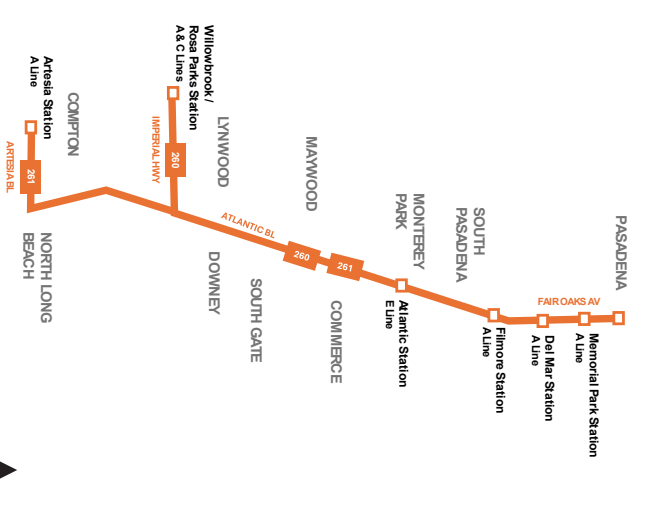 PASADENA
FAIR OAKS AV
Memorial Park Station
A Line
Del Mar Station
A Line
Filmore Station
A Line
SOUTH
PASADENA
MONTEREY
PARK
Atlantic Station
E Line
261
260
MAYWOOD
COMMERCE
ATLANTIC BL
SOUTH GATE
DOWNEY
LYNWOOD
Willowbrook /
Rosa Parks Station
A & C Lines
260
IMPERIAL HWY
COMPTON
Artesia Station
A Line
261
ARTESIA BL
NORTH LONG
BEACH